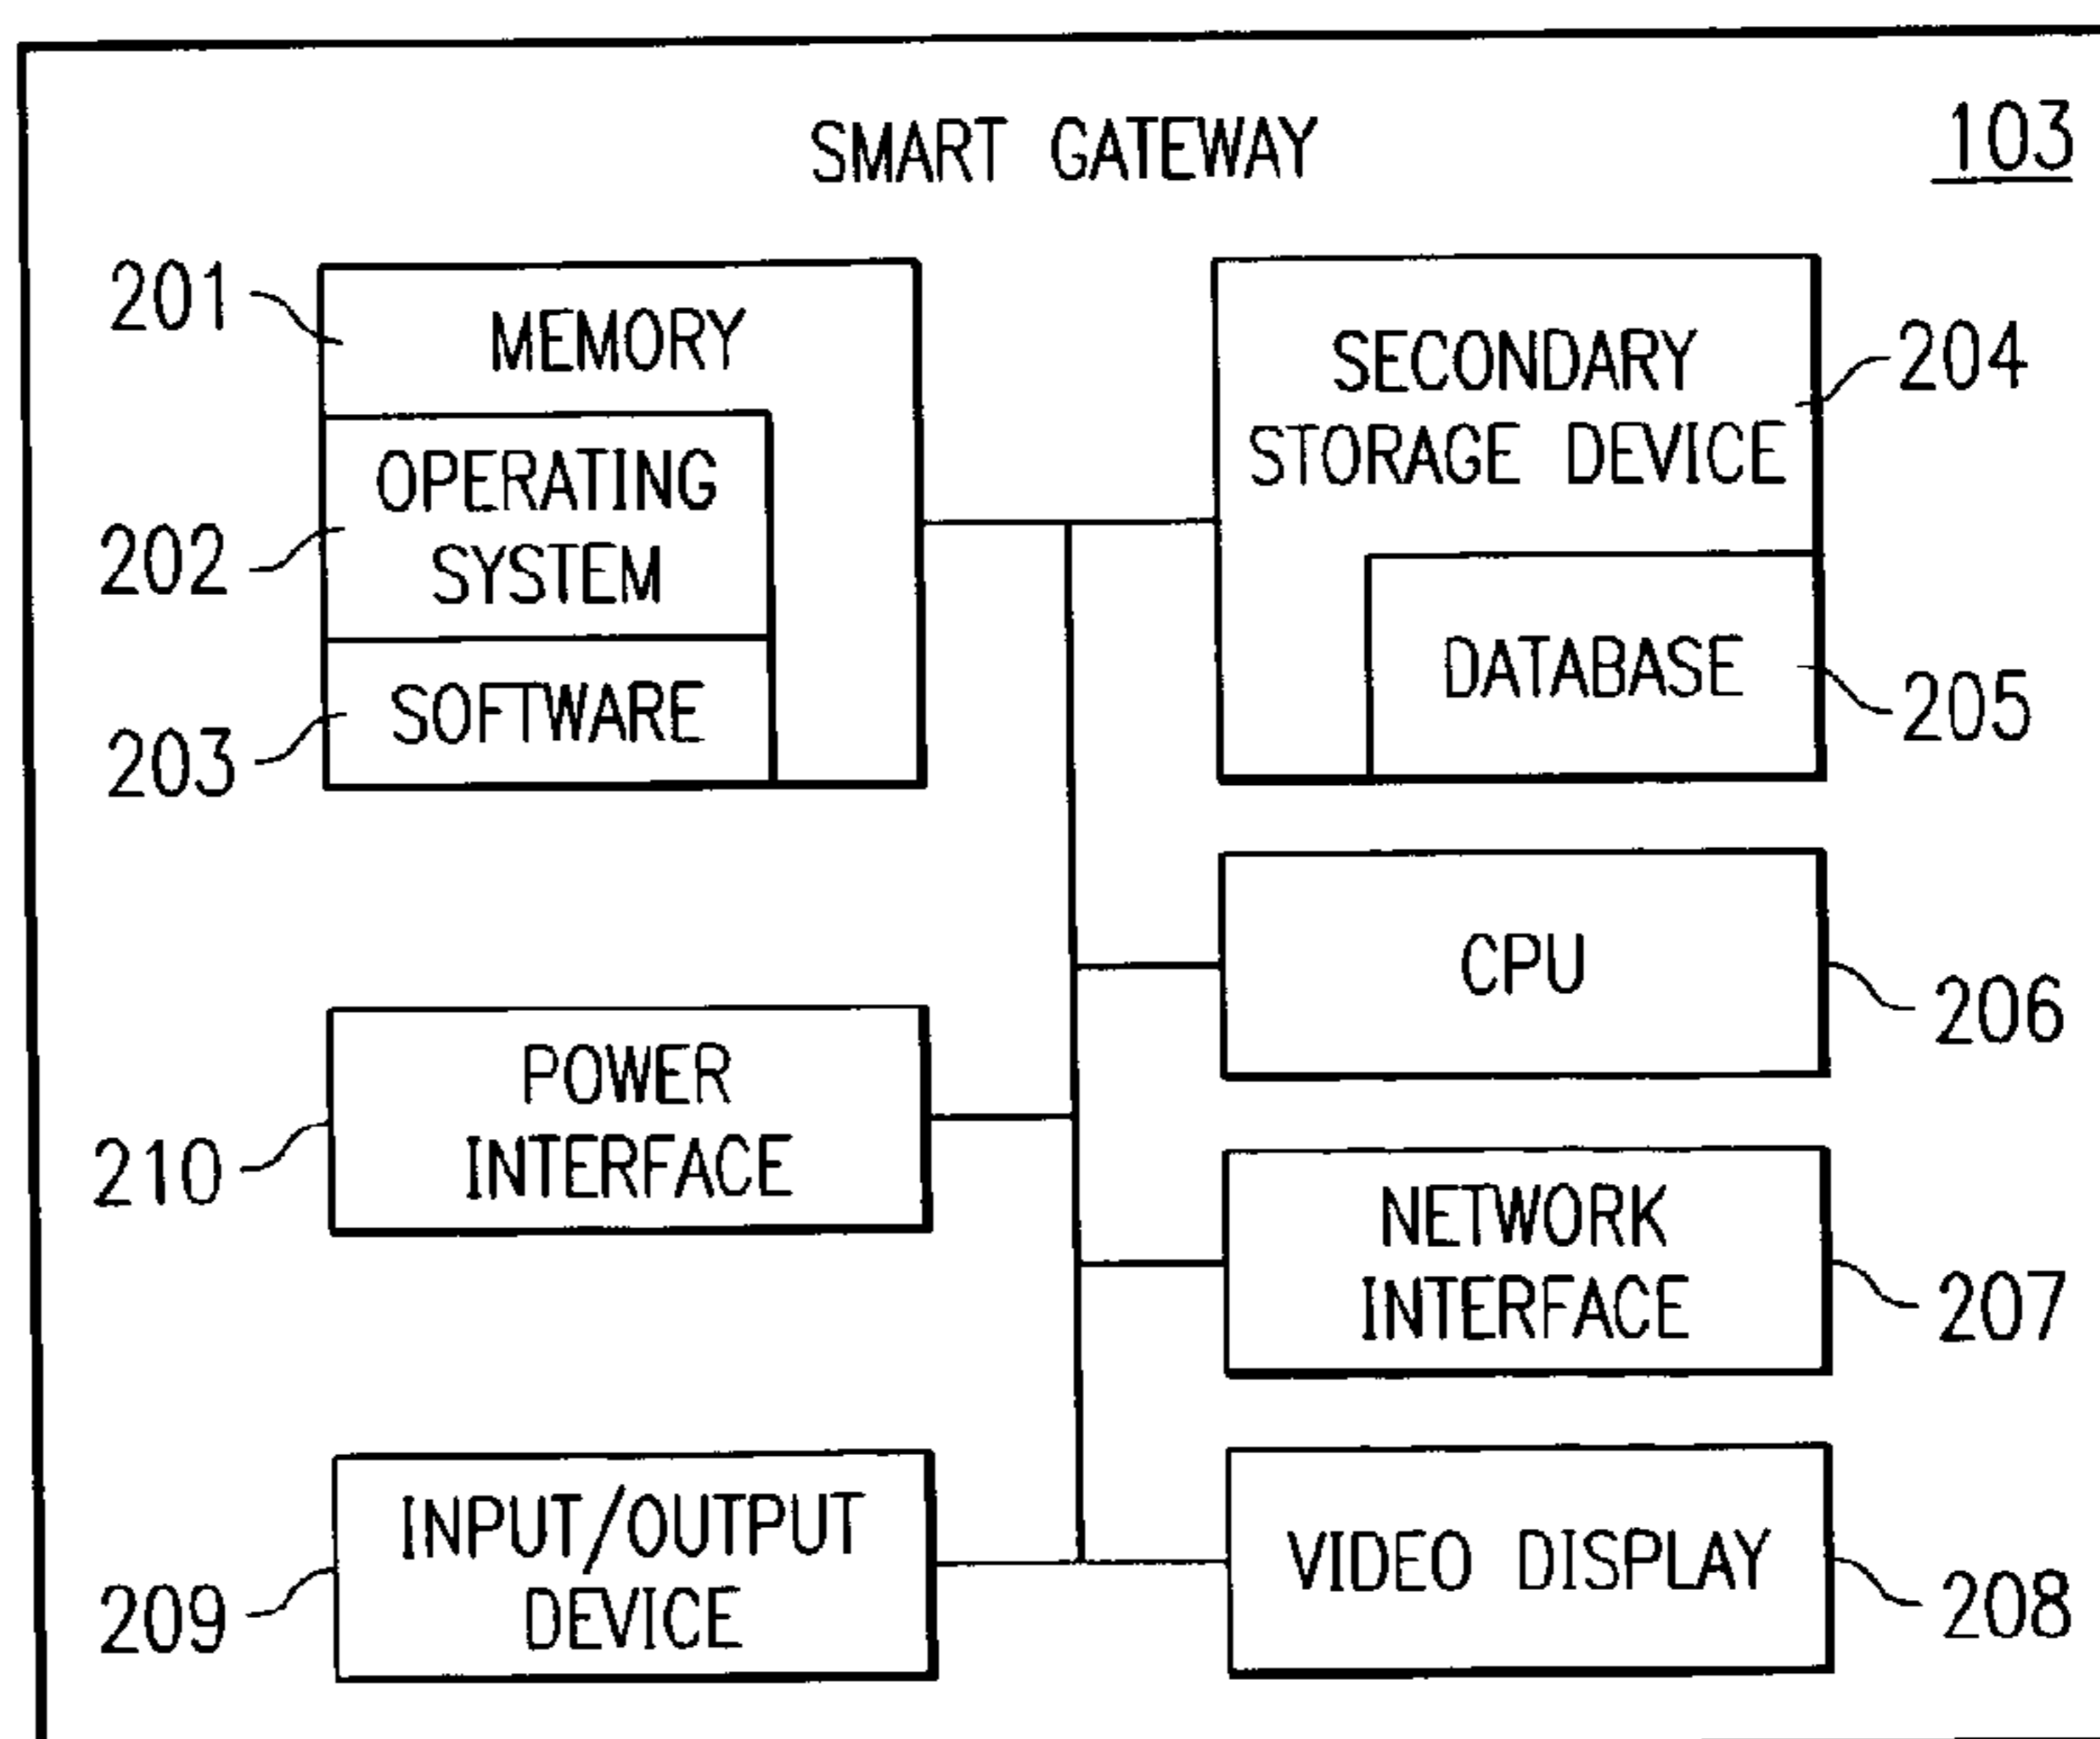 SMART GATEWAY
103
201
MEMORY
OPERATING
SYSTEM
202
SOFTWARE
203
SECONDARY
STORAGE DEVICE
204
DATABASE
205
CPU
206
POWER
INTERFACE
210
NETWORK
INTERFACE
207
INPUT/OUTPUT
DEVICE
209
VIDEO DISPLAY
208